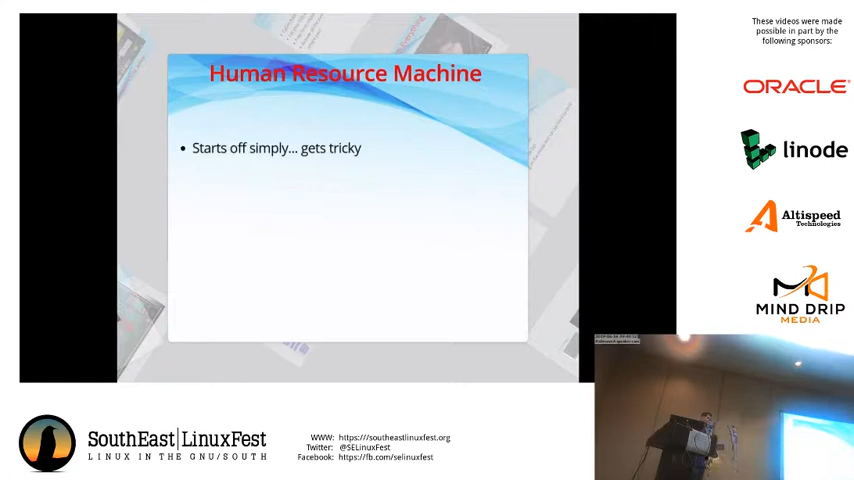 These videos were made
possible in part by the
following sponsors:
Human Resource Machine
• Starts off simply... gets tricky
ORACLE®
linode
Altispeed
Technologies
MIND DRIP
MEDIA
SouthEast|LinuxFest
LINUX IN THE GNU/SOUTH
WWW: https:///southeastlinuxfest.org
Twitter: @SELinuxFest
Facebook: https://fb.com/selinuxfest